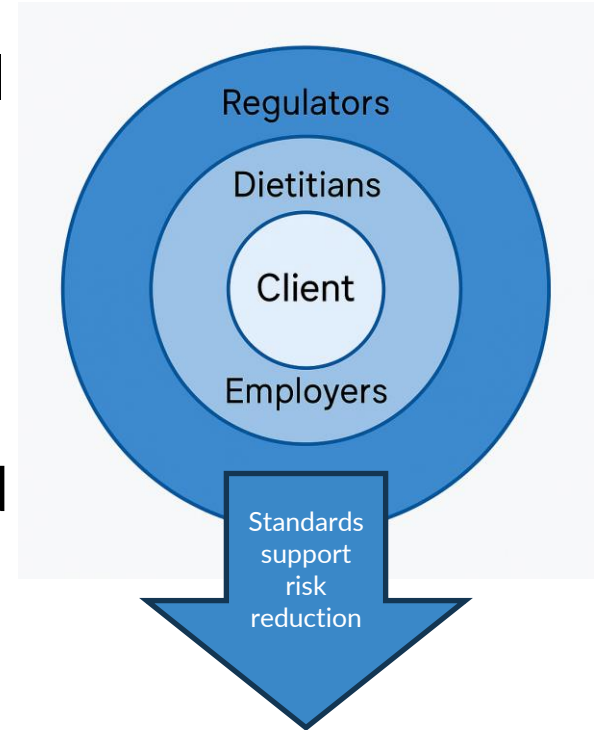 Regulators
Dietitians
Client
Employers
Standards
support
risk
reduction